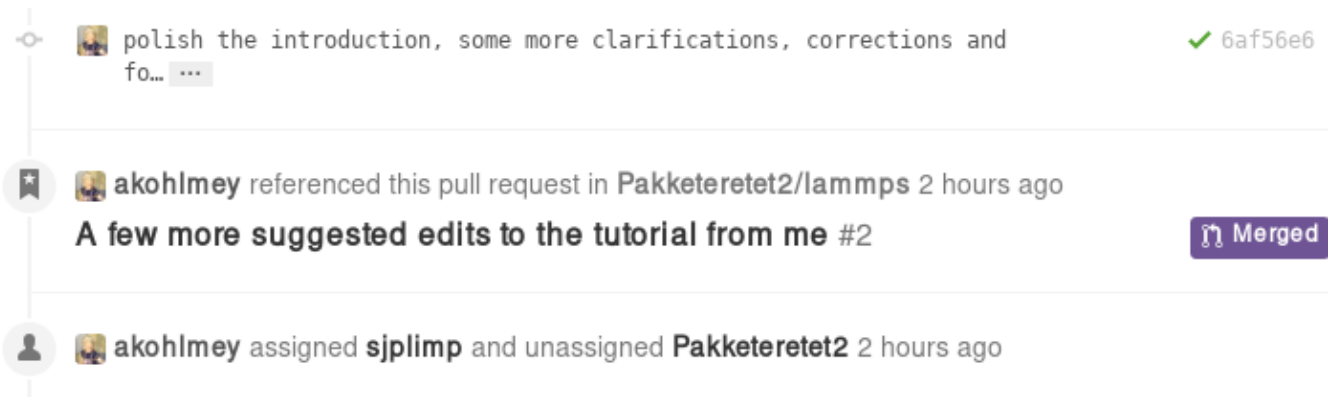 polish the introduction, some more clarifications, corrections and 6af56e6
fo… …
akohlmey referenced this pull request in Pakketeretet2/lammps 2 hours ago
A few more suggested edits to the tutorial from me #2 Merged
akohlmey assigned sjplimp and unassigned Pakketeretet2 2 hours ago